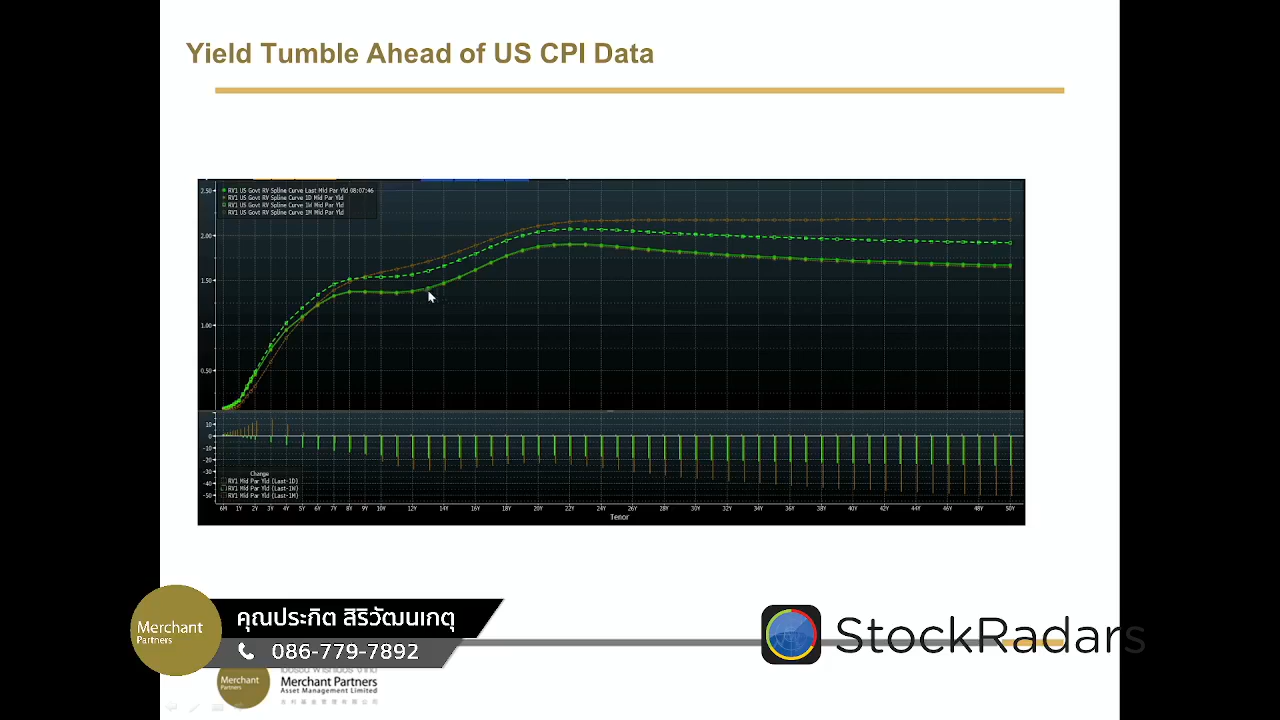 Yield Tumble Ahead of US CPI Data
RV1 US Govt RV Spline Curve Last Mid Par Yld 08:07:46
RV1 US Govt RV Spline Curve 1D Mid Par Yld
RV1 US Govt RV Spline Curve 1W Mid Par Yld
RV1 US Govt RV Spline Curve 1M Mid Par Yld
2.50
2.00
1.50
1.00
0.50
10
0
-10
-20
-30
-40
-50
Change
RV1 Mid Par Yld (Last-1D)
RV1 Mid Par Yld (Last-1W)
RV1 Mid Par Yld (Last-1M)
6M 1Y 2Y 3Y 4Y 5Y 6Y 7Y 8Y 9Y 10Y 12Y 14Y 16Y 18Y 20Y 22Y 24Y 26Y 28Y 30Y 32Y 34Y 36Y 38Y 40Y 42Y 44Y 46Y 48Y 50Y
Tenor
Merchant
Partners
คุณประกิต สิริวัฒนเกตุ
086-779-7892
StockRadars
Merchant
Partners
Merchant Partners
Asset Management Limited